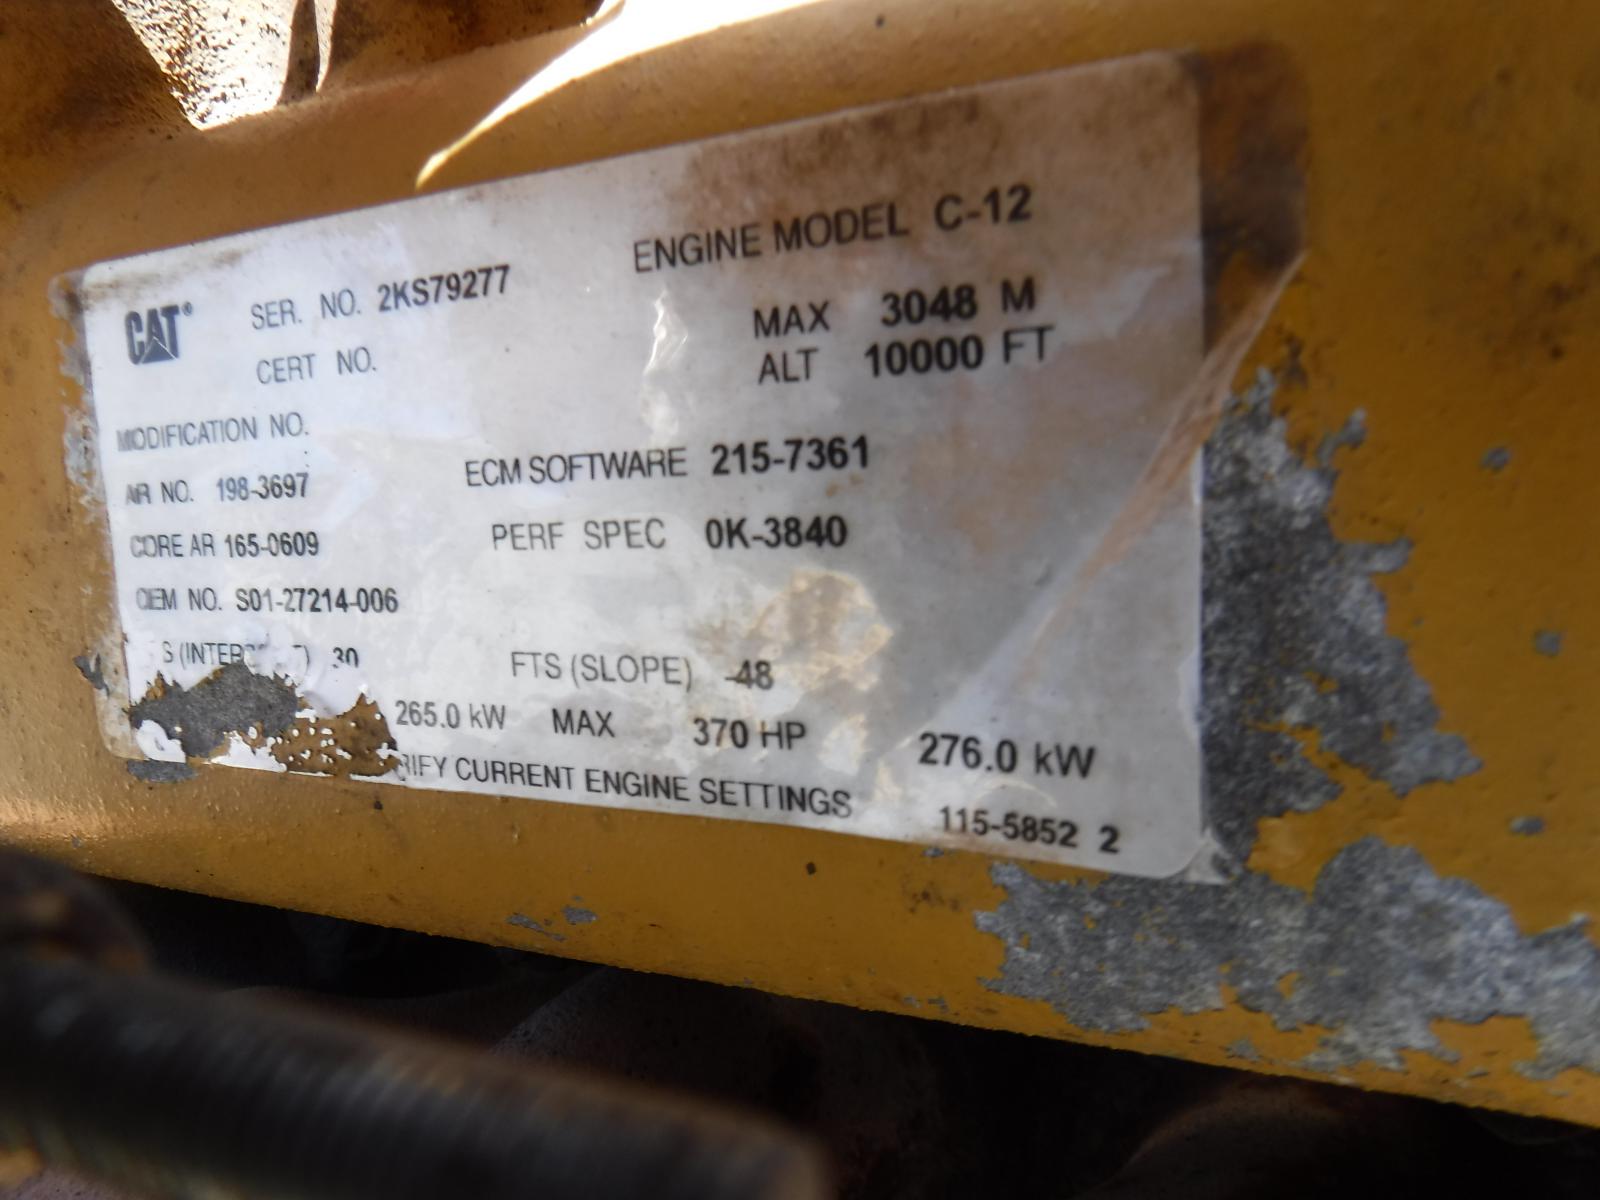 CAT® SER. NO. 2KS79277 ENGINE MODEL C-12
CERT NO. MAX 3048 M
ALT 10000 FT
MODIFICATION NO.
AR NO. 198-3697 ECM SOFTWARE 215-7361
CORE AR 165-0609 PERF SPEC 0K-3840
OEM NO. S01-27214-006
30 FTS (SLOPE) -48
265.0 kW MAX 370 HP 276.0 kW
CURRENT ENGINE SETTINGS 115-5852 2